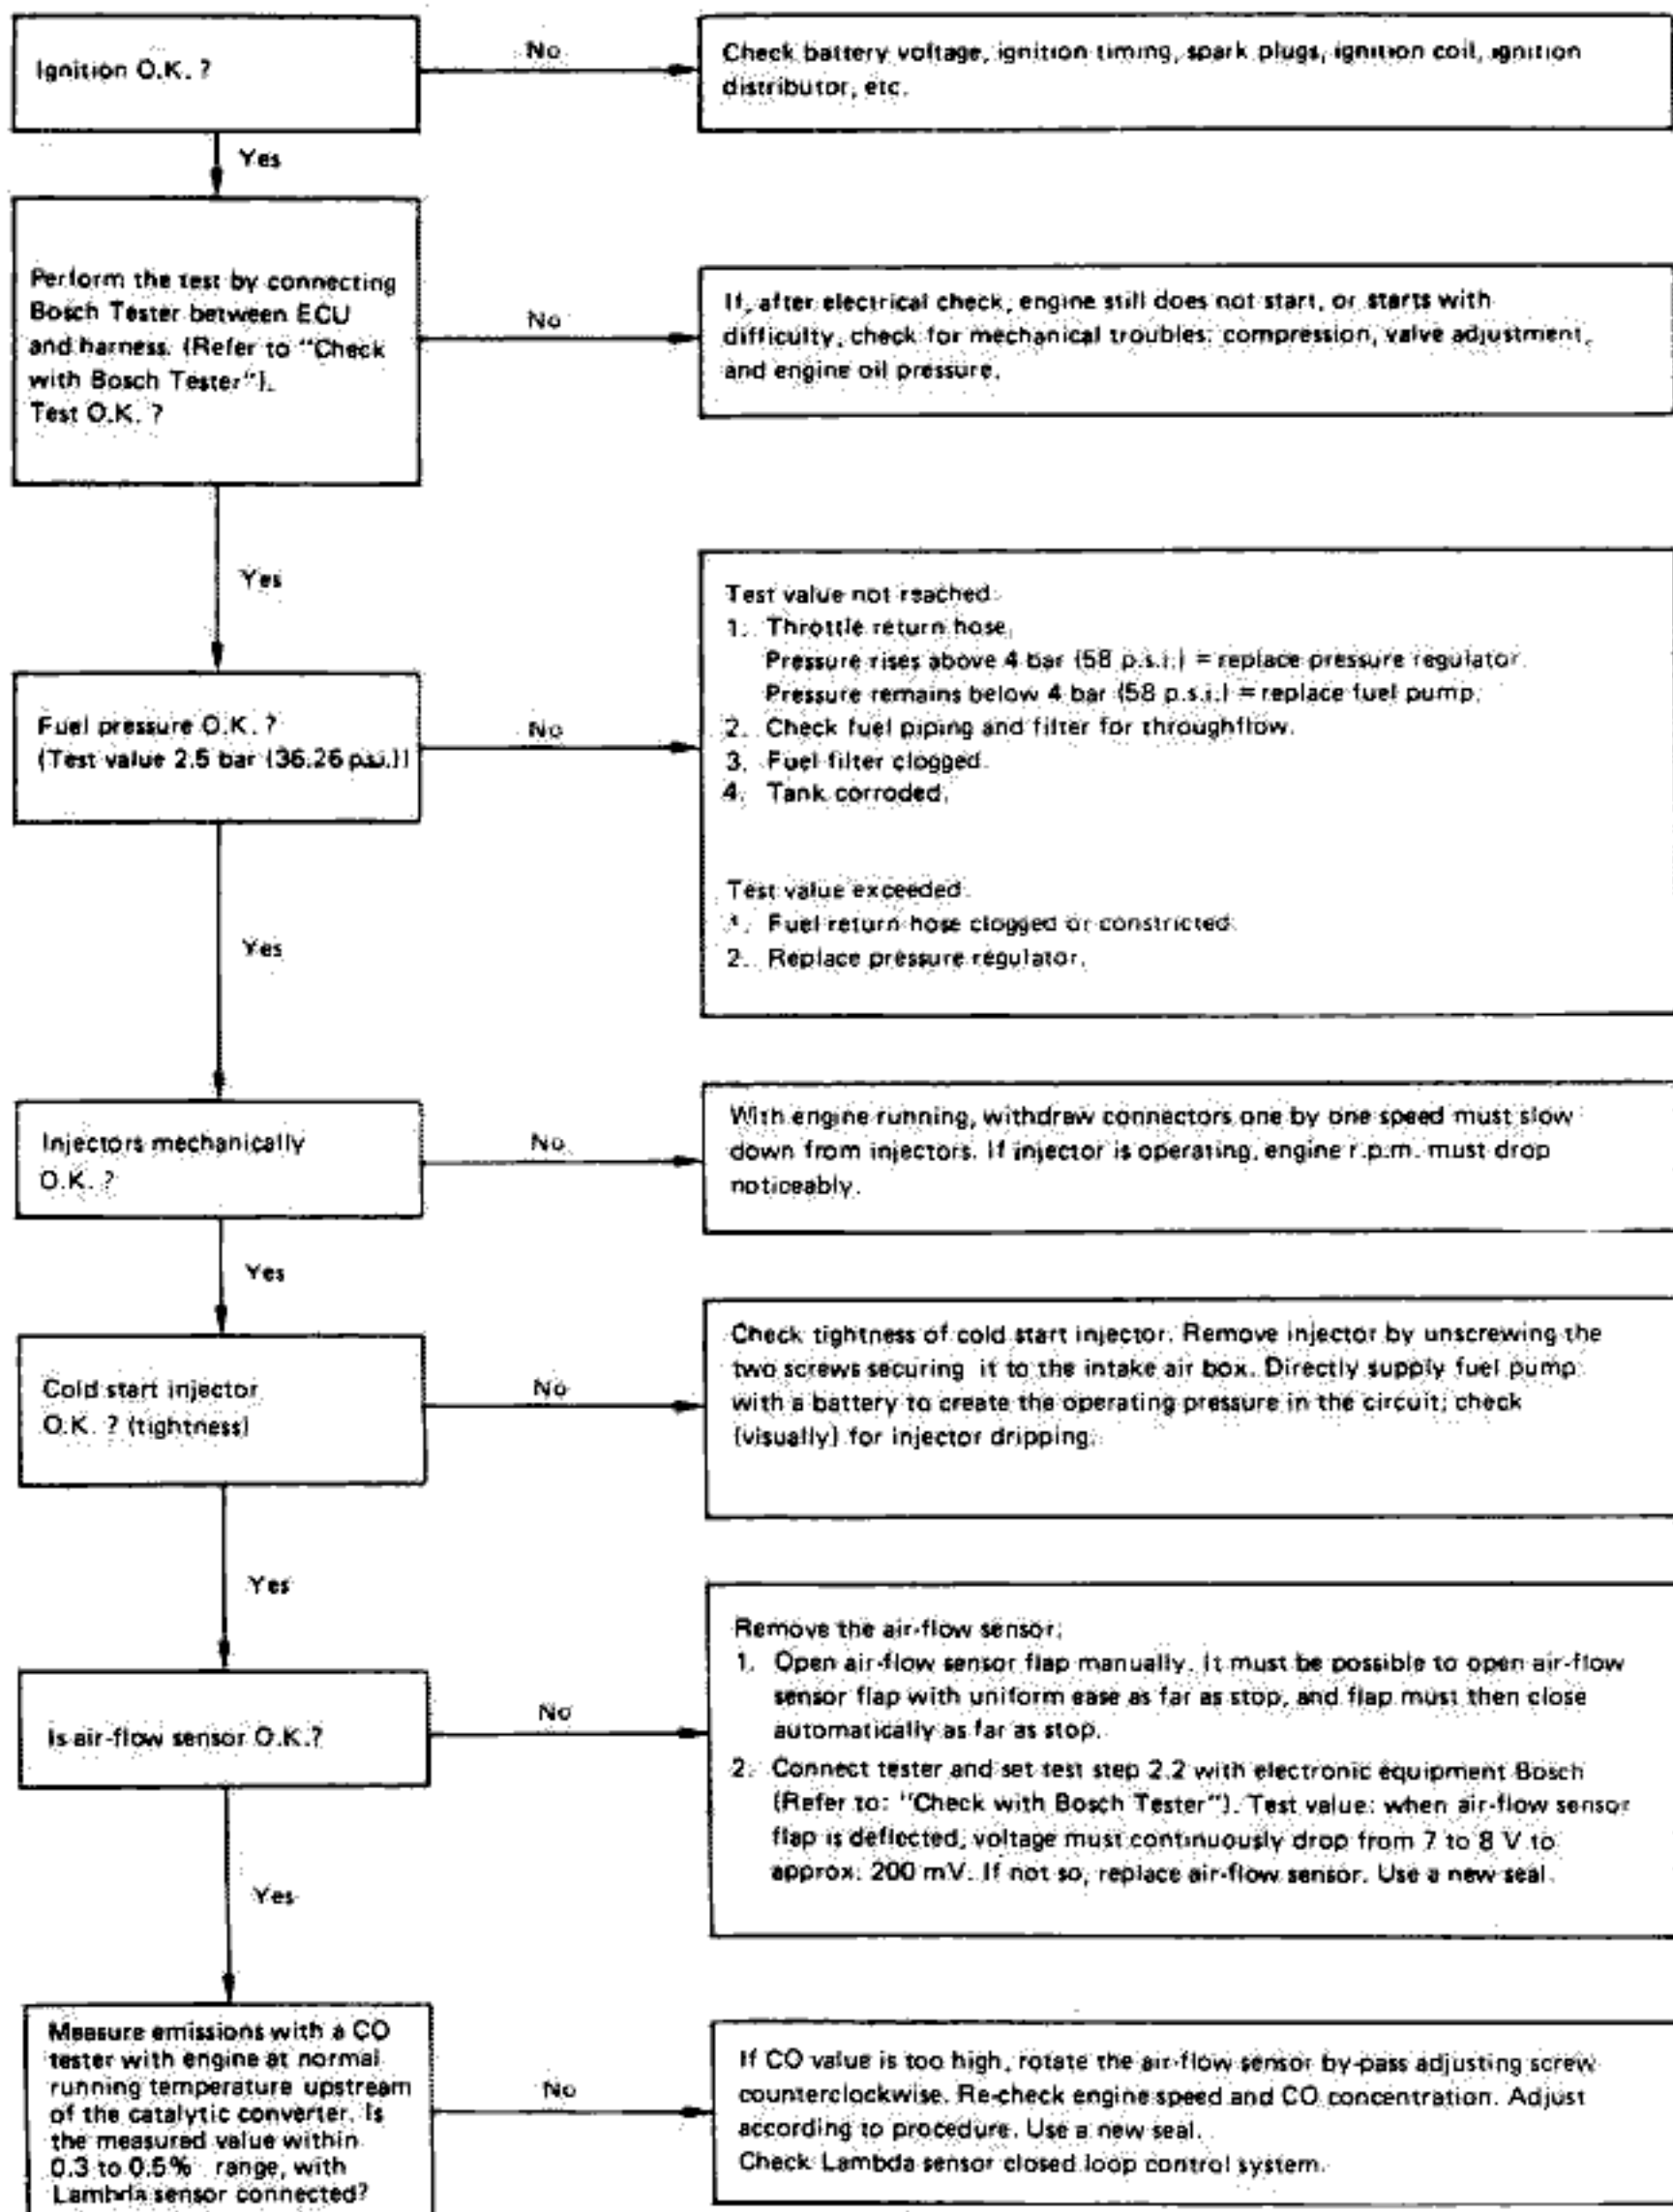 Ignition O.K. ?
No
Check battery voltage, ignition timing, spark plugs, ignition coil, ignition
distributor, etc.
Yes
Perform the test by connecting
Bosch Tester between ECU
and harness. (Refer to "Check
with Bosch Tester").
Test O.K. ?
No
If, after electrical check, engine still does not start, or starts with
difficulty, check for mechanical troubles: compression, valve adjustment,
and engine oil pressure.
Yes
Fuel pressure O.K. ?
(Test value 2.5 bar (36.26 p.s.i.))
No
Test value not reached:
1. Throttle return hose,
Pressure rises above 4 bar (58 p.s.i.) = replace pressure regulator.
Pressure remains below 4 bar (58 p.s.i.) = replace fuel pump.
2. Check fuel piping and filter for throughflow.
3. Fuel filter clogged.
4. Tank corroded.
Test value exceeded.
1. Fuel return hose clogged or constricted.
2. Replace pressure regulator.
Yes
Injectors mechanically
O.K. ?
No
With engine running, withdraw connectors one by one speed must slow
down from injectors. If injector is operating, engine r.p.m. must drop
noticeably.
Yes
Cold start injector
O.K. ? (tightness)
No
Check tightness of cold start injector. Remove injector by unscrewing the
two screws securing it to the intake air box. Directly supply fuel pump
with a battery to create the operating pressure in the circuit; check
(visually) for injector dripping.
Yes
Is air-flow sensor O.K.?
No
Remove the air-flow sensor;
1. Open air-flow sensor flap manually. It must be possible to open air-flow
sensor flap with uniform ease as far as stop, and flap must then close
automatically as far as stop.
2. Connect tester and set test step 2.2 with electronic equipment Bosch
(Refer to: "Check with Bosch Tester"). Test value: when air-flow sensor
flap is deflected, voltage must continuously drop from 7 to 8 V to
approx. 200 mV. If not so, replace air-flow sensor. Use a new seal.
Yes
Measure emissions with a CO
tester with engine at normal
running temperature upstream
of the catalytic converter. Is
the measured value within
0.3 to 0.5% range, with
Lambda sensor connected?
No
If CO value is too high, rotate the air-flow sensor by-pass adjusting screw
counterclockwise. Re-check engine speed and CO concentration. Adjust
according to procedure. Use a new seal.
Check Lambda sensor closed loop control system.